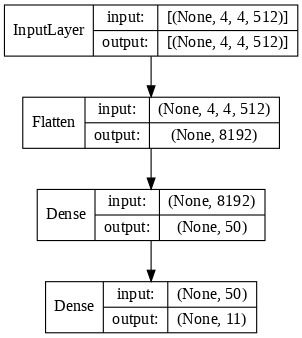 InputLayer
input: [(None, 4, 4, 512)]
output: [(None, 4, 4, 512)]
Flatten
input: (None, 4, 4, 512)
output: (None, 8192)
Dense
input: (None, 8192)
output: (None, 50)
Dense
input: (None, 50)
output: (None, 11)